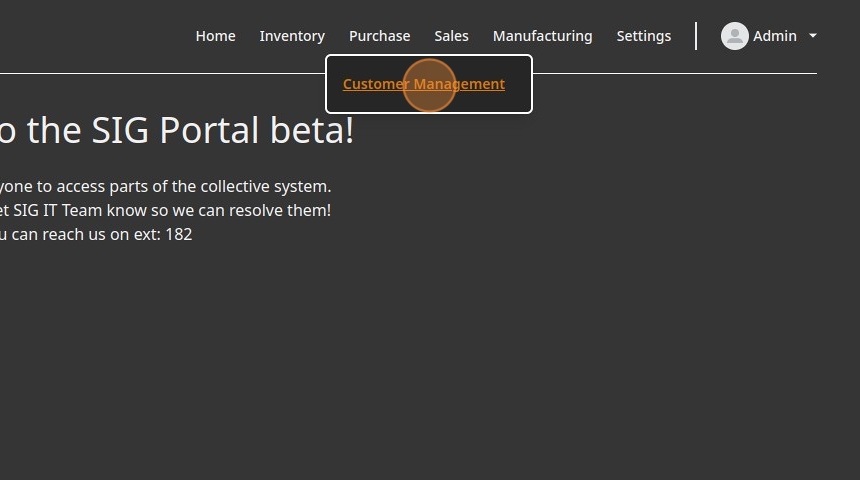 Home Inventory Purchase Sales Manufacturing Settings Admin
Customer Management
o the SIG Portal beta!
yone to access parts of the collective system.
et SIG IT Team know so we can resolve them!
u can reach us on ext: 182